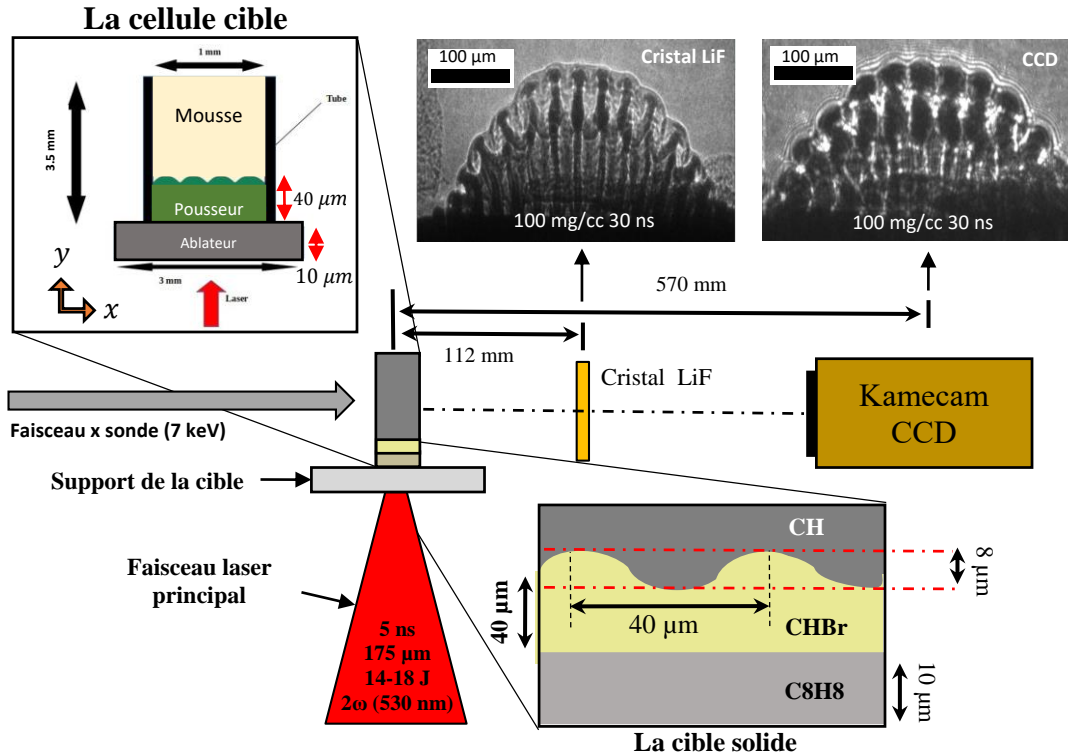 La cellule cible
1 mm
Mousse
Tube
3.5 mm
40 μm
Pousseur
Ablateur
10 μm
3 mm
Laser
y
x
100 µm
Cristal LiF
100 mg/cc 30 ns
100 µm
CCD
100 mg/cc 30 ns
570 mm
112 mm
Cristal LiF
Kamecam
CCD
Faisceau x sonde (7 keV)
Support de la cible
Faisceau laser
principal
5 ns
175 µm
14-18 J
2ω (530 nm)
CH
8 µm
40 µm
40 µm
CHBr
C8H8
10 µm
La cible solide